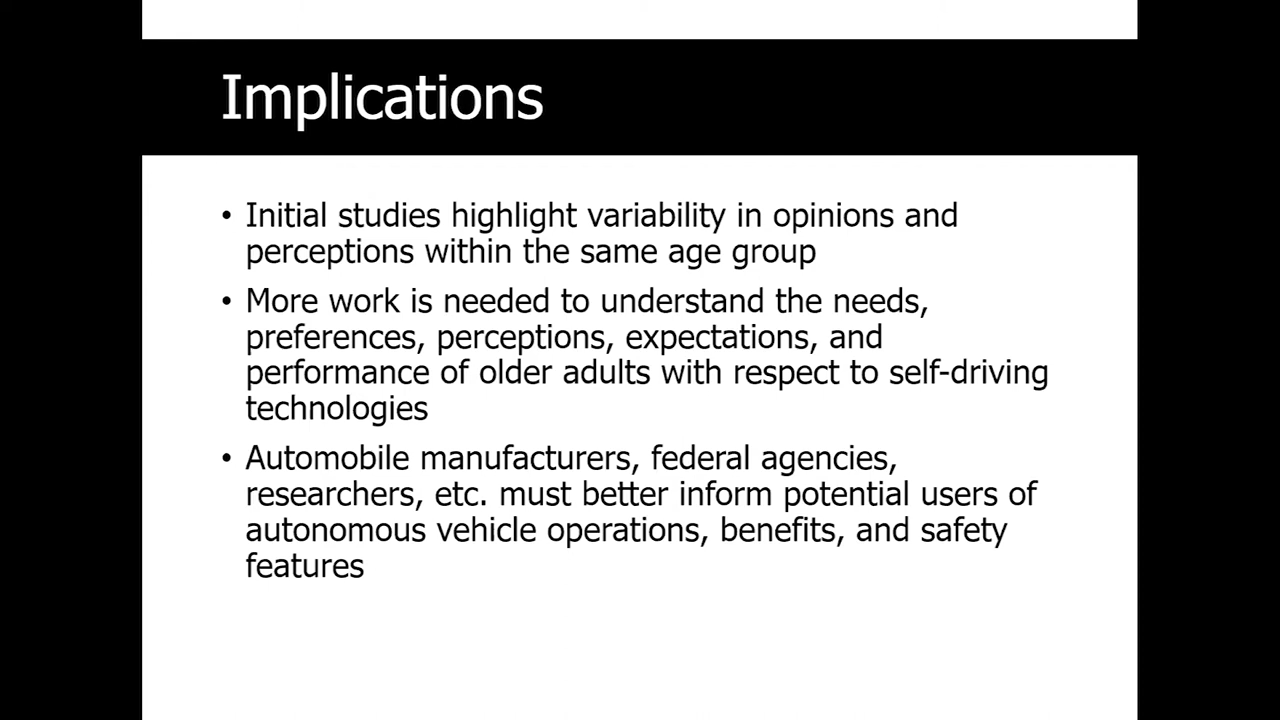 Implications
• Initial studies highlight variability in opinions and
perceptions within the same age group
• More work is needed to understand the needs,
preferences, perceptions, expectations, and
performance of older adults with respect to self-driving
technologies
• Automobile manufacturers, federal agencies,
researchers, etc. must better inform potential users of
autonomous vehicle operations, benefits, and safety
features